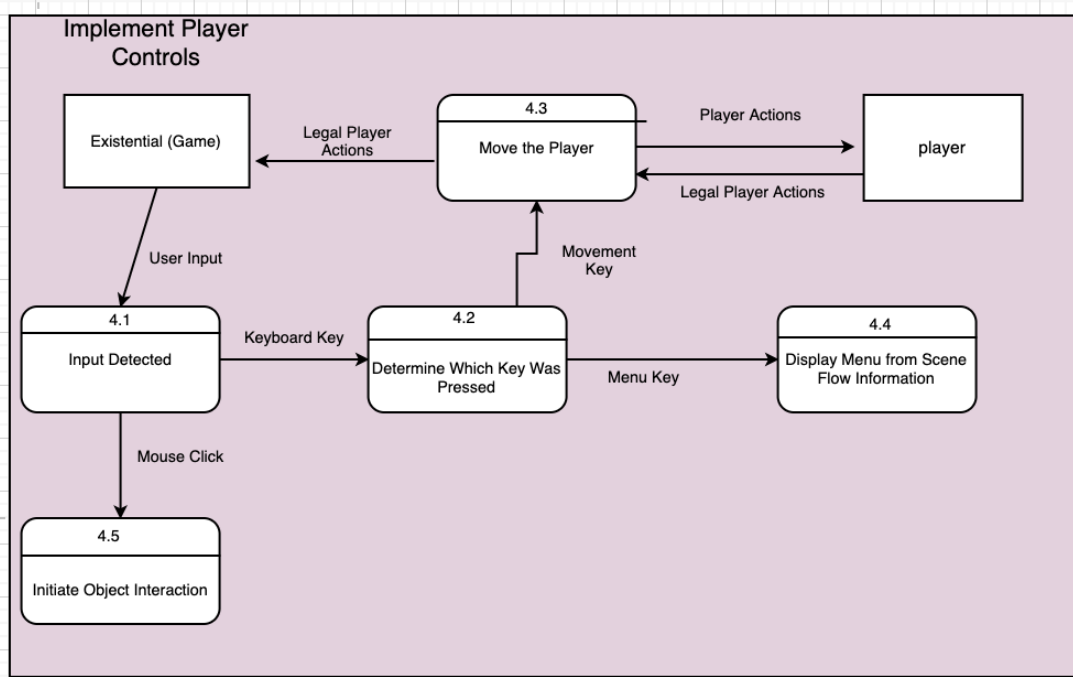 Implement Player
Controls
Existential (Game)
Legal Player
Actions
4.3
Move the Player
Player Actions
Legal Player Actions
player
User Input
Movement
Key
4.1
Input Detected
Keyboard Key
4.2
Determine Which Key Was
Pressed
Menu Key
4.4
Display Menu from Scene
Flow Information
Mouse Click
4.5
Initiate Object Interaction